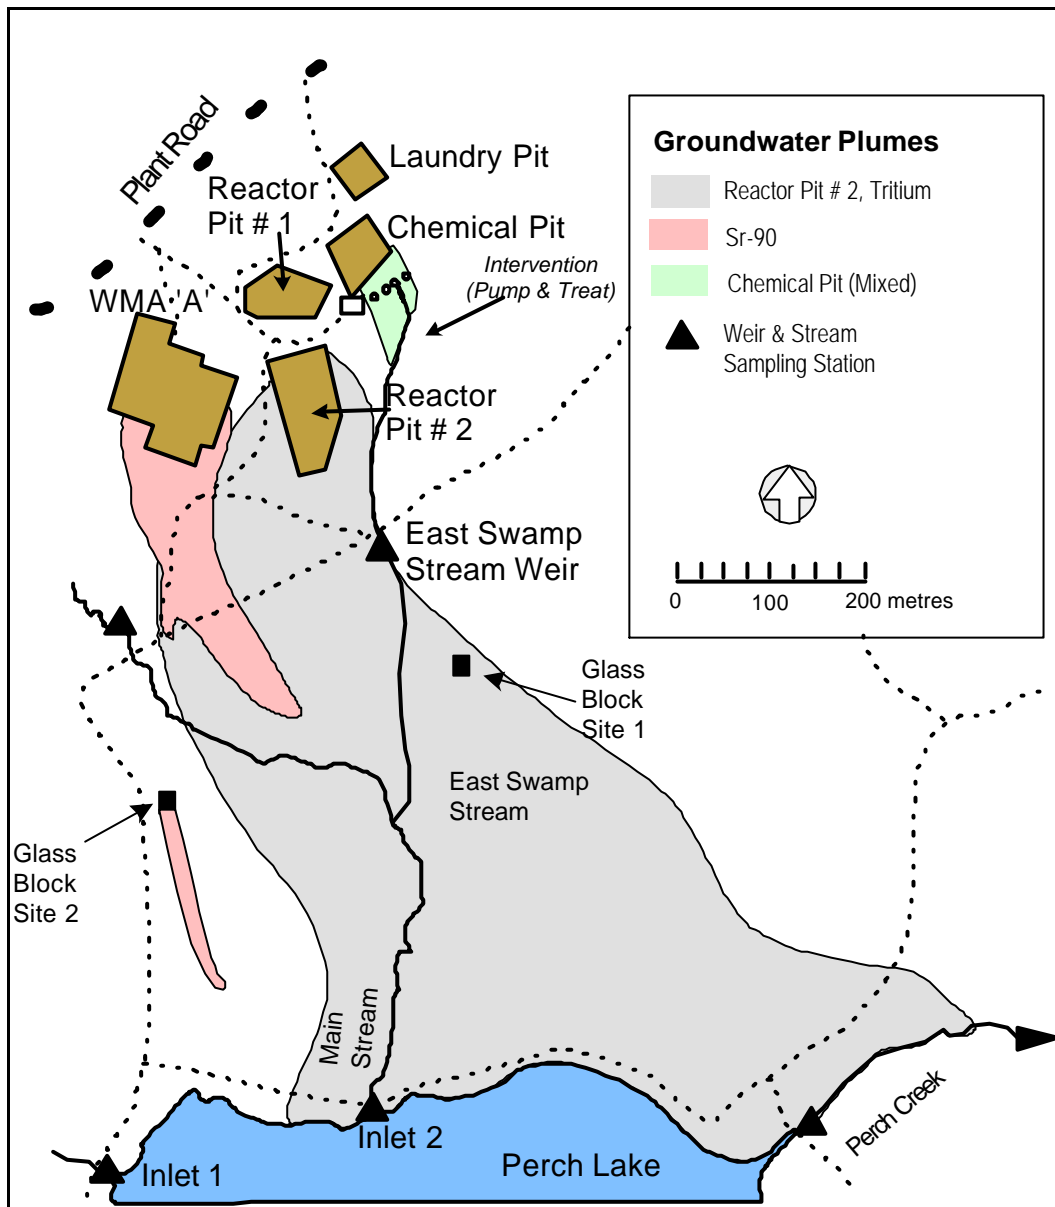 Plant Road
Laundry Pit
Reactor
Pit # 1
Chemical Pit
Intervention
(Pump & Treat)
WMA 'A'
Reactor
Pit # 2
East Swamp
Stream Weir
Glass
Block
Site 1
East Swamp
Stream
Glass
Block
Site 2
Main
Stream
Inlet 1
Inlet 2
Perch Lake
Perch Creek
Groundwater Plumes
Reactor Pit # 2, Tritium
Sr-90
Chemical Pit (Mixed)
Weir & Stream
Sampling Station
0 100 200 metres